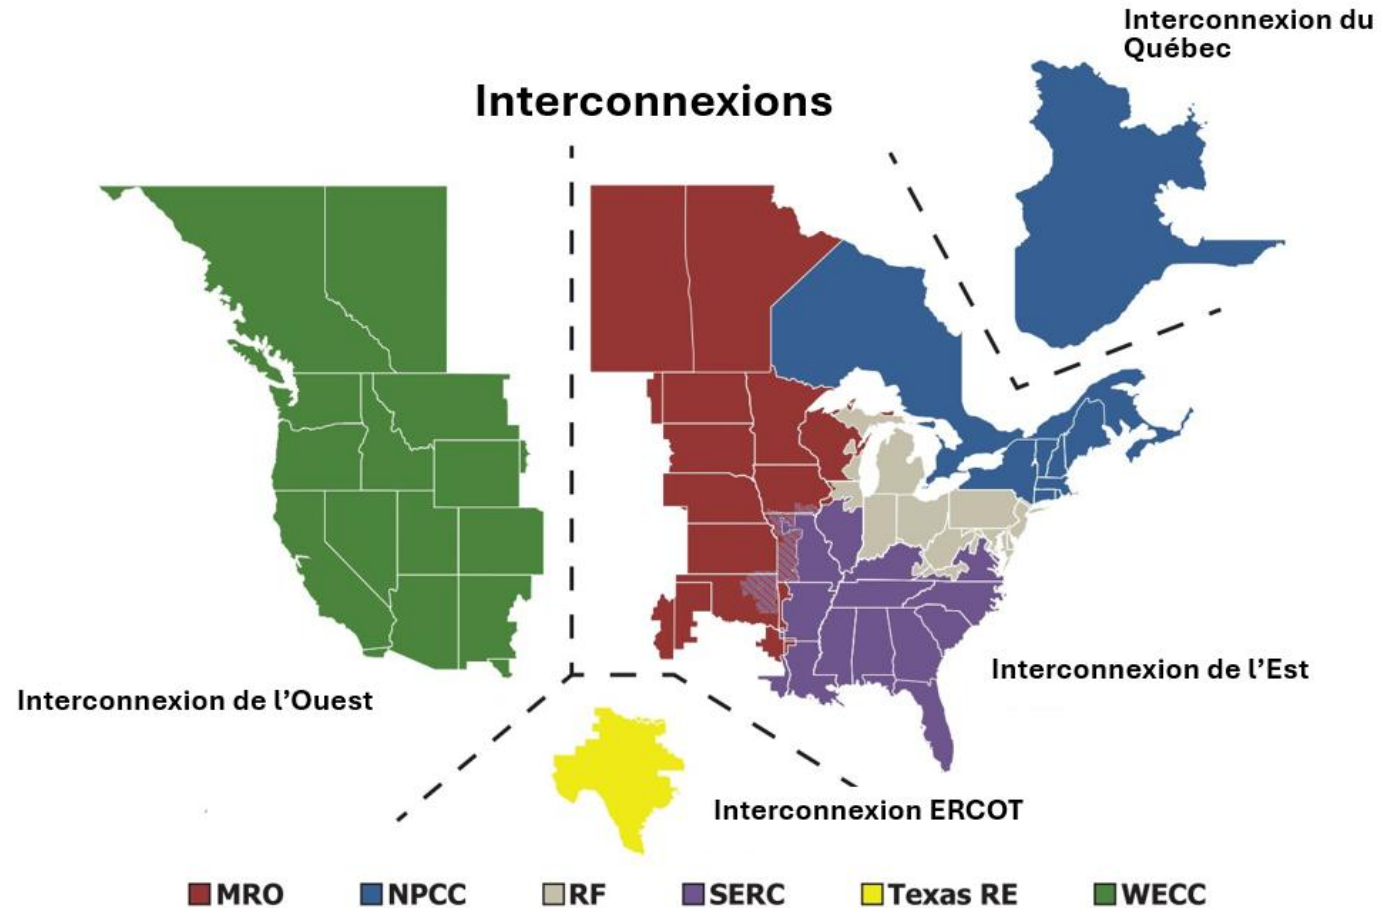 Interconnexion du
Québec
Interconnexions
Interconnexion de l’Est
Interconnexion de l’Ouest
Interconnexion ERCOT
MRO NPCC RF SERC Texas RE WECC